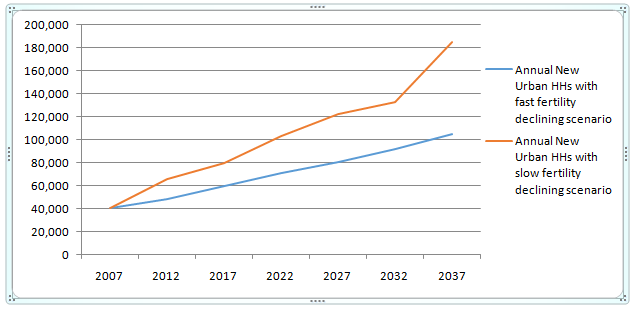 200,000
180,000
160,000
140,000
120,000
100,000
80,000
60,000
40,000
20,000
0
2007 2012 2017 2022 2027 2032 2037
Annual New
Urban HHs with
fast fertility
declining scenario
Annual New
Urban HHs with
slow fertility
declining scenario